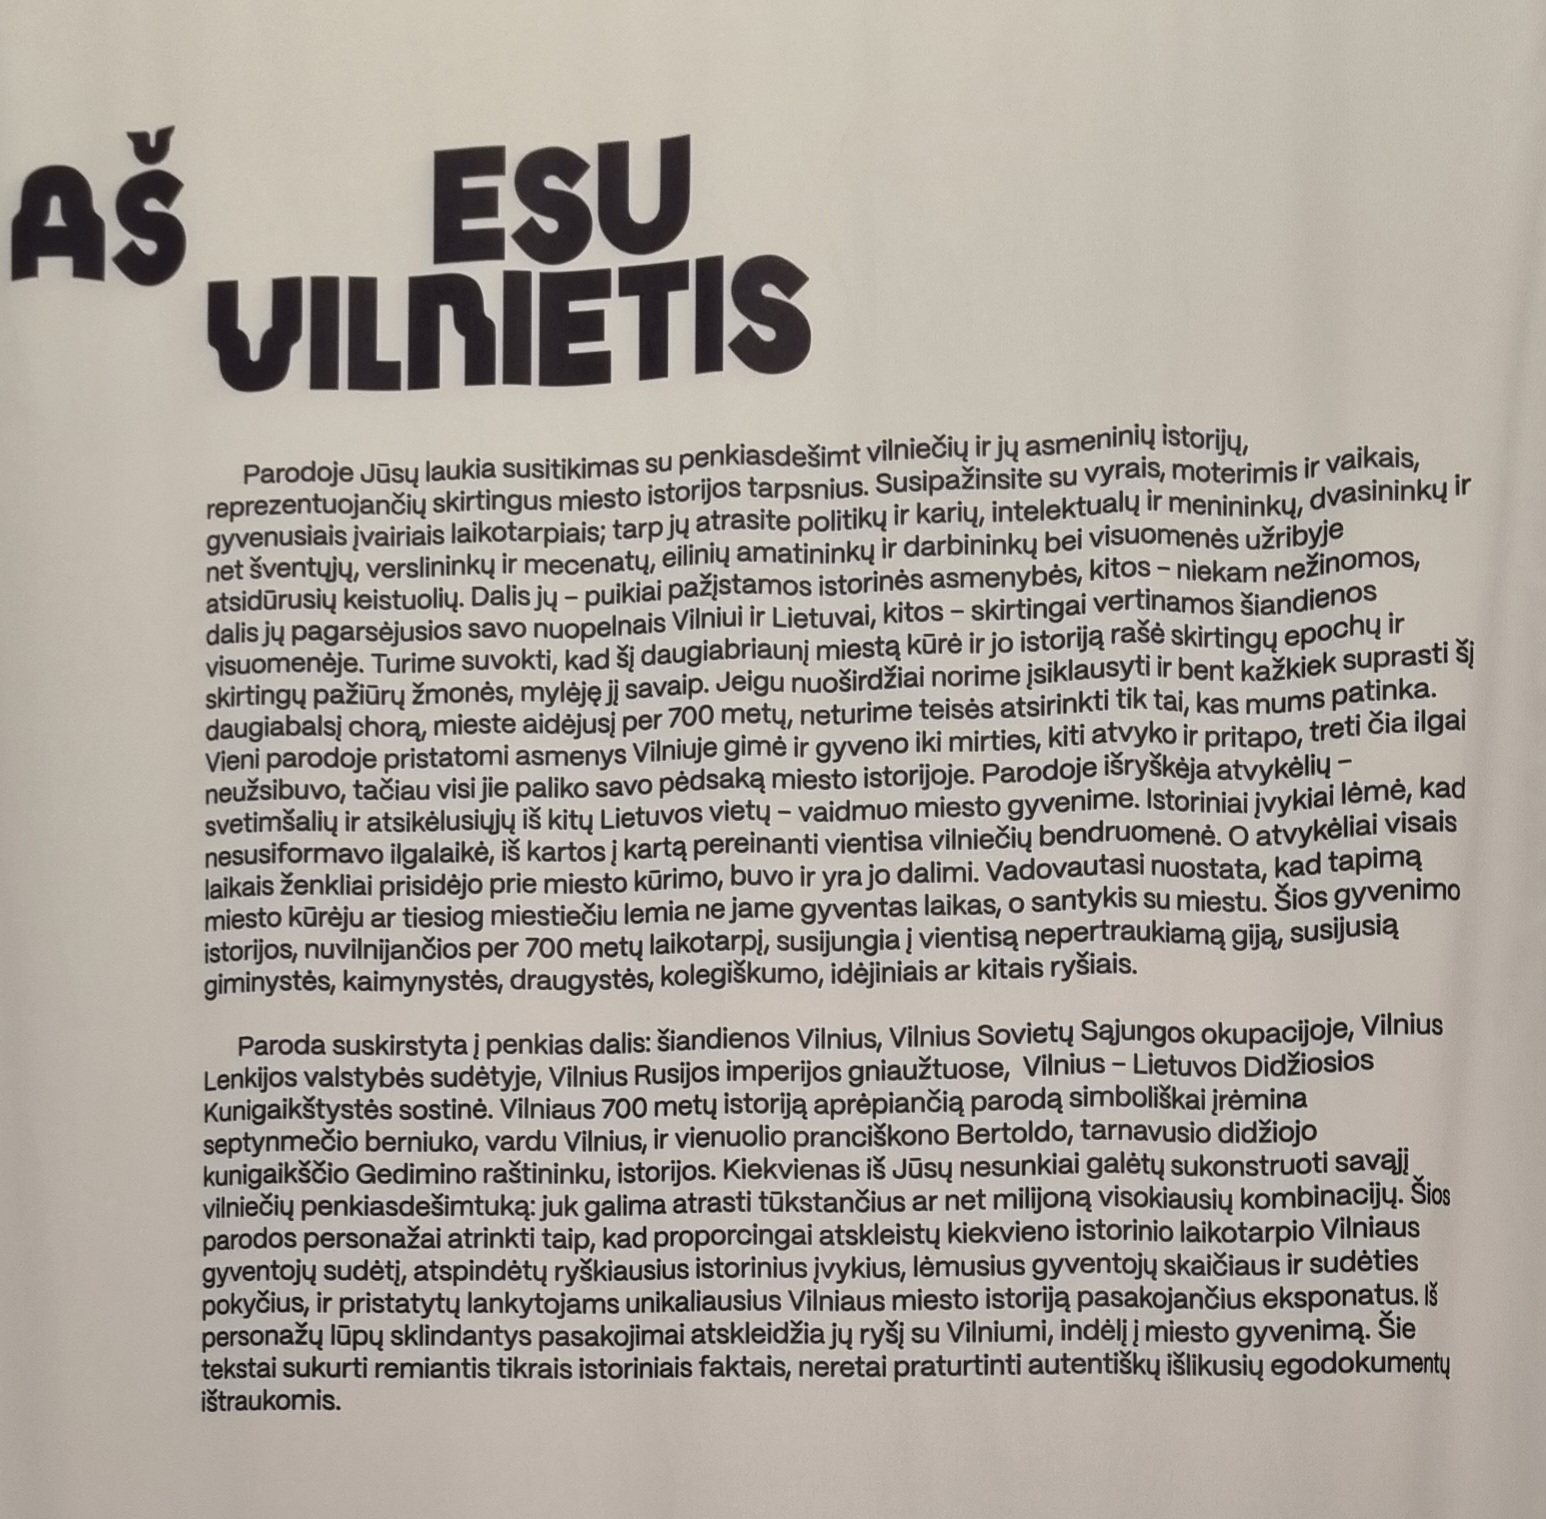 AŠ ESU
VILNIETIS
Parodoje Jūsų laukia susitikimas su penkiasdešimt vilniečių ir jų asmeninių istorijų,
reprezentuojančių skirtingus miesto istorijos tarpsnius. Susipažinsite su vyrais, moterimis ir vaikais,
gyvenusiais įvairiais laikotarpiais; tarp jų atrasite politikų ir karių, intelektualų ir menininkų, dvasininkų ir
net šventųjų, verslininkų ir mecenatų, eilinių amatininkų ir darbininkų bei visuomenės užribyje
atsidūrusių keistuolių. Dalis jų – puikiai pažįstamos istorinės asmenybės, kitos – niekam nežinomos,
dalis jų pagarsėjusios savo nuopelnais Vilniui ir Lietuvai, kitos – skirtingai vertinamos šiandienos
visuomenėje. Turime suvokti, kad šį daugiabriaunį miestą kūrė ir jo istoriją rašė skirtingų epochų ir
skirtingų pažiūrų žmonės, mylėję jį savaip. Jeigu nuoširdžiai norime įsiklausyti ir bent kažkiek suprasti šį
daugiabalsį chorą, mieste aidėjusį per 700 metų, neturime teisės atsirinkti tik tai, kas mums patinka.
Vieni parodoje pristatomi asmenys Vilniuje gimė ir gyveno iki mirties, kiti atvyko ir pritapo, treti čia ilgai
neužsibuvo, tačiau visi jie paliko savo pėdsaką miesto istorijoje. Parodoje išryškėja atvykėlių –
svetimšalių ir atsikėlusiųjų iš kitų Lietuvos vietų – vaidmuo miesto gyvenime. Istoriniai įvykiai lėmė, kad
nesusiformavo ilgalaikė, iš kartos į kartą pereinanti vientisa vilniečių bendruomenė. O atvykėliai visais
laikais ženkliai prisidėjo prie miesto kūrimo, buvo ir yra jo dalimi. Vadovautasi nuostata, kad tapimą
miesto kūrėju ar tiesiog miestiečiu lemia ne jame gyventas laikas, o santykis su miestu. Šios gyvenimo
istorijos, nuvilnijančios per 700 metų laikotarpį, susijungia į vientisą nepertraukiamą giją, susijusią
giminystės, kaimynystės, draugystės, kolegiškumo, idėjiniais ar kitais ryšiais.
Paroda suskirstyta į penkias dalis: šiandienos Vilnius, Vilnius Sovietų Sąjungos okupacijoje, Vilnius
Lenkijos valstybės sudėtyje, Vilnius Rusijos imperijos gniaužtuose, Vilnius – Lietuvos Didžiosios
Kunigaikštystės sostinė. Vilniaus 700 metų istoriją aprėpiančią parodą simboliškai įrėmina
septynmečio berniuko, vardu Vilnius, ir vienuolio pranciškono Bertoldo, tarnavusio didžiojo
kunigaikščio Gedimino raštininku, istorijos. Kiekvienas iš Jūsų nesunkiai galėtų sukonstruoti savąjį
vilniečių penkiasdešimtuką: juk galima atrasti tūkstančius ar net milijoną visokiausių kombinacijų. Šios
parodos personažai atrinkti taip, kad proporcingai atskleistų kiekvieno istorinio laikotarpio Vilniaus
gyventojų sudėtį, atspindėtų ryškiausius istorinius įvykius, lėmusius gyventojų skaičiaus ir sudėties
pokyčius, ir pristatytų lankytojams unikaliausius Vilniaus miesto istoriją pasakojančius eksponatus. Iš
personažų lūpų sklindantys pasakojimai atskleidžia jų ryšį su Vilniumi, indėlį į miesto gyvenimą. Šie
tekstai sukurti remiantis tikrais istoriniais faktais, neretai praturtinti autentiškų išlikusių egodokumentų
ištraukomis.